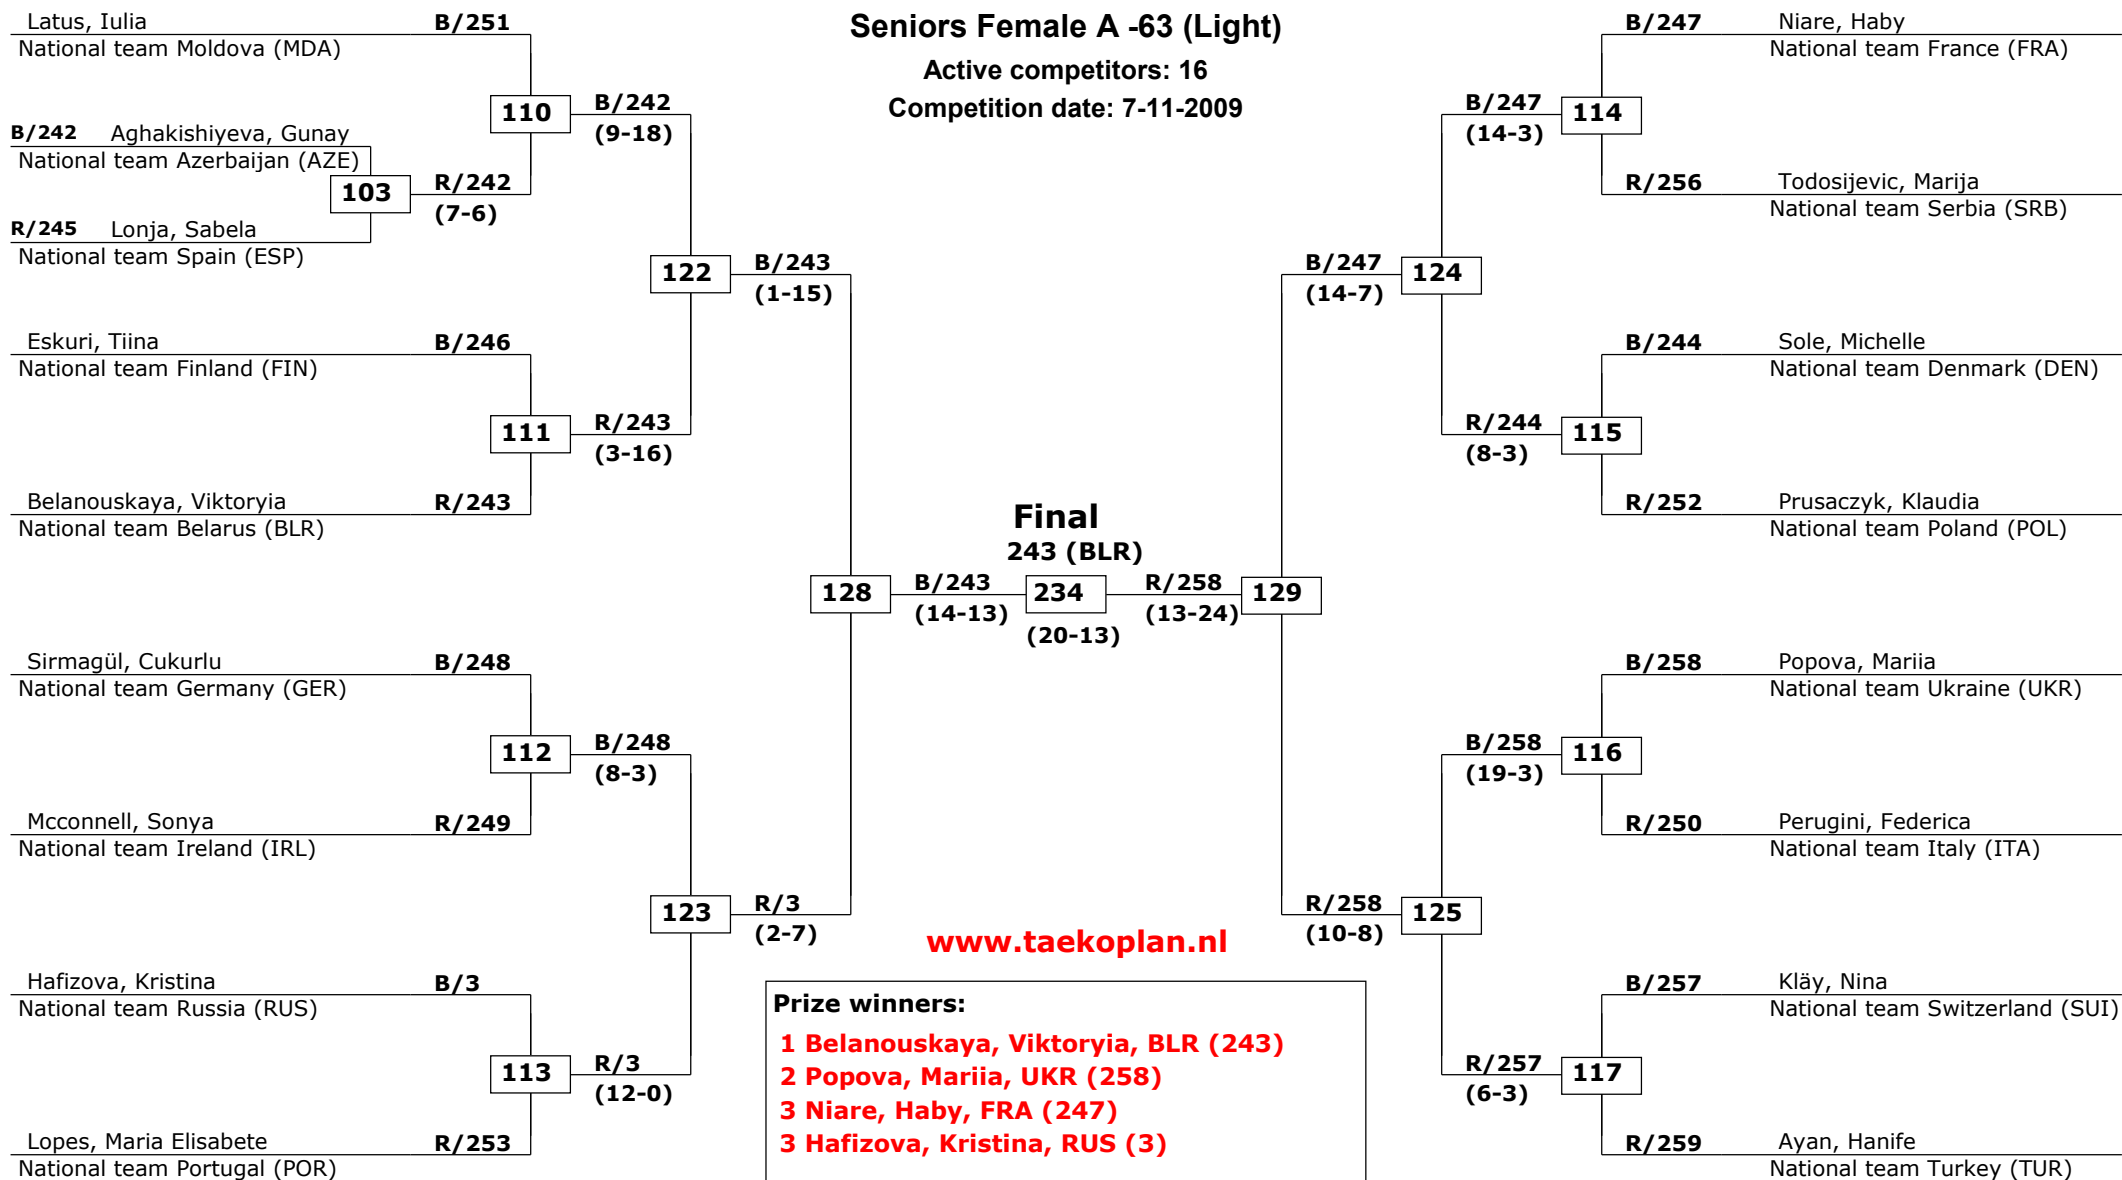 Seniors Female A -63 (Light)
Active competitors: 16
Competition date: 7-11-2009
Latus, Iulia B/251
National team Moldova (MDA)
110
B/242
(9-18)
B/242 Aghakishiyeva, Gunay
National team Azerbaijan (AZE)
103
R/242
(7-6)
R/245 Lonja, Sabela
National team Spain (ESP)
122
B/243
(1-15)
Eskuri, Tiina B/246
National team Finland (FIN)
111
R/243
(3-16)
Belanouskaya, Viktoryia R/243
National team Belarus (BLR)
128
B/243
(14-13)
Sirmagül, Cukurlu B/248
National team Germany (GER)
112
B/248
(8-3)
Mcconnell, Sonya R/249
National team Ireland (IRL)
123
R/3
(2-7)
Hafizova, Kristina B/3
National team Russia (RUS)
113
R/3
(12-0)
Lopes, Maria Elisabete R/253
National team Portugal (POR)
Final
243 (BLR)
234
(20-13)
B/247 Niare, Haby
National team France (FRA)
B/247
(14-3)
114
R/256 Todosijevic, Marija
National team Serbia (SRB)
B/247
(14-7)
124
B/244 Sole, Michelle
National team Denmark (DEN)
R/244
(8-3)
115
R/252 Prusaczyk, Klaudia
National team Poland (POL)
R/258
(13-24)
129
B/258 Popova, Mariia
National team Ukraine (UKR)
B/258
(19-3)
116
R/250 Perugini, Federica
National team Italy (ITA)
R/258
(10-8)
125
B/257 Kläy, Nina
National team Switzerland (SUI)
R/257
(6-3)
117
R/259 Ayan, Hanife
National team Turkey (TUR)
www.taekoplan.nl
Prize winners:
1 Belanouskaya, Viktoryia, BLR (243)
2 Popova, Mariia, UKR (258)
3 Niare, Haby, FRA (247)
3 Hafizova, Kristina, RUS (3)